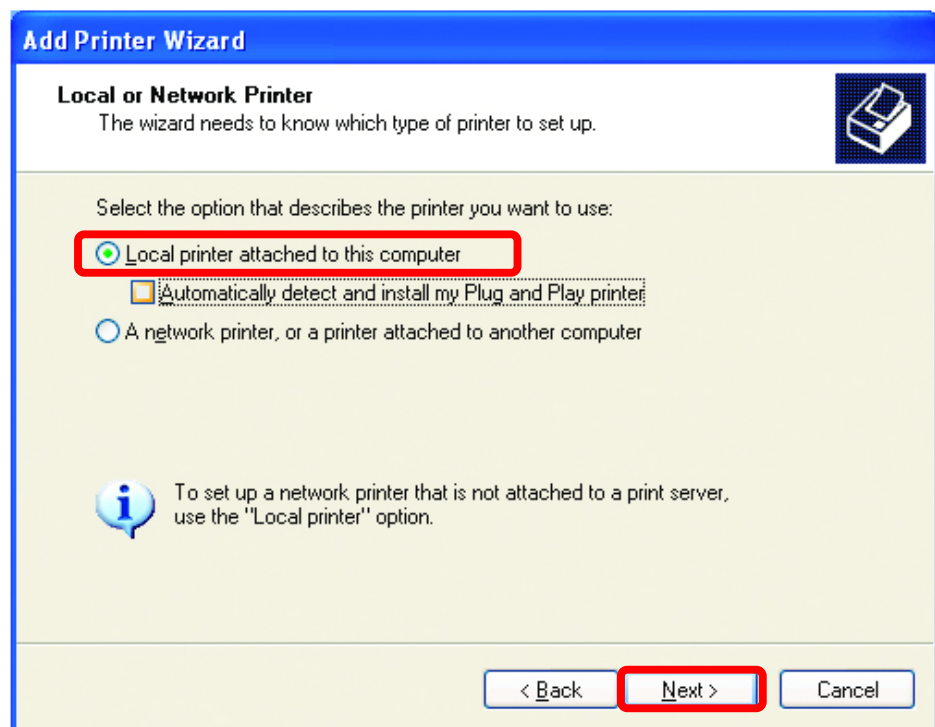 Add Printer Wizard
Local or Network Printer
The wizard needs to know which type of printer to set up.
Select the option that describes the printer you want to use:
Local printer attached to this computer
Automatically detect and install my Plug and Play printer
A network printer, or a printer attached to another computer
To set up a network printer that is not attached to a print server,
use the "Local printer" option.
< Back Next > Cancel